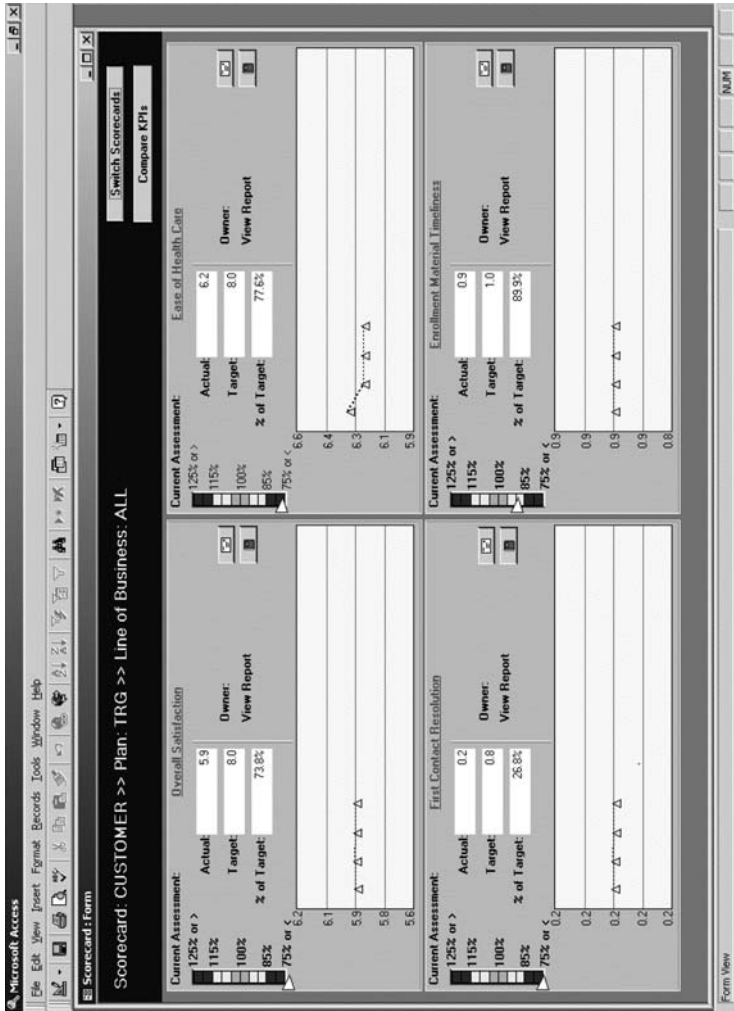 Microsoft Access
File Edit View Insert Format Records Tools Window Help
Scorecard : Form
Scorecard: CUSTOMER >> Plan: TRG >> Line of Business: ALL
Switch Scorecards
Compare KPIs
Current Assessment:
Overall Satisfaction
125% or >
115%
100%
85%
75% or <
Actual: 5.9
Target: 8.0
% of Target: 73.8%
Owner:
View Report
6.2
6.1
5.9
5.8
5.6
Current Assessment:
Ease of Health Care
125% or >
115%
100%
85%
75% or <
Actual: 6.2
Target: 8.0
% of Target: 77.6%
Owner:
View Report
6.6
6.4
6.3
6.1
5.9
Current Assessment:
First Contact Resolution
125% or >
115%
100%
85%
75% or <
Actual: 0.2
Target: 0.8
% of Target: 26.8%
Owner:
View Report
0.2
0.2
0.2
0.2
0.2
Current Assessment:
Enrollment Material Timeliness
125% or >
115%
100%
85%
75% or <
Actual: 0.9
Target: 1.0
% of Target: 89.9%
Owner:
View Report
0.9
0.9
0.9
0.9
0.8
Form View
NUM